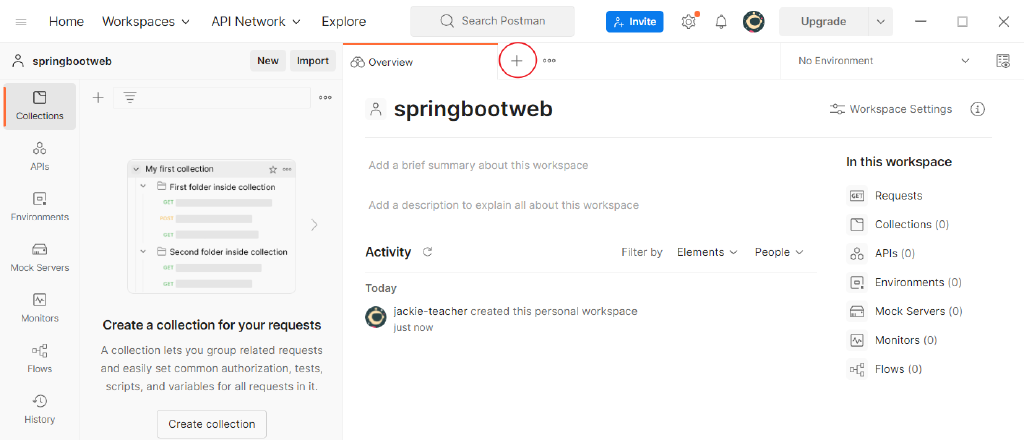 Home Workspaces API Network Explore Search Postman Invite Upgrade
springbootweb New Import Overview No Environment
Collections
APIs
Environments
Mock Servers
Monitors
Flows
History
My first collection
First folder inside collection
GET
POST
GET
Second folder inside collection
GET
GET
Create a collection for your requests
A collection lets you group related requests
and easily set common authorization, tests,
scripts, and variables for all requests in it.
Create collection
springbootweb
Workspace Settings
Add a brief summary about this workspace
Add a description to explain all about this workspace
Activity Filter by Elements People
Today
jackie-teacher created this personal workspace
just now
In this workspace
GET Requests
Collections (0)
APIs (0)
Environments (0)
Mock Servers (0)
Monitors (0)
Flows (0)